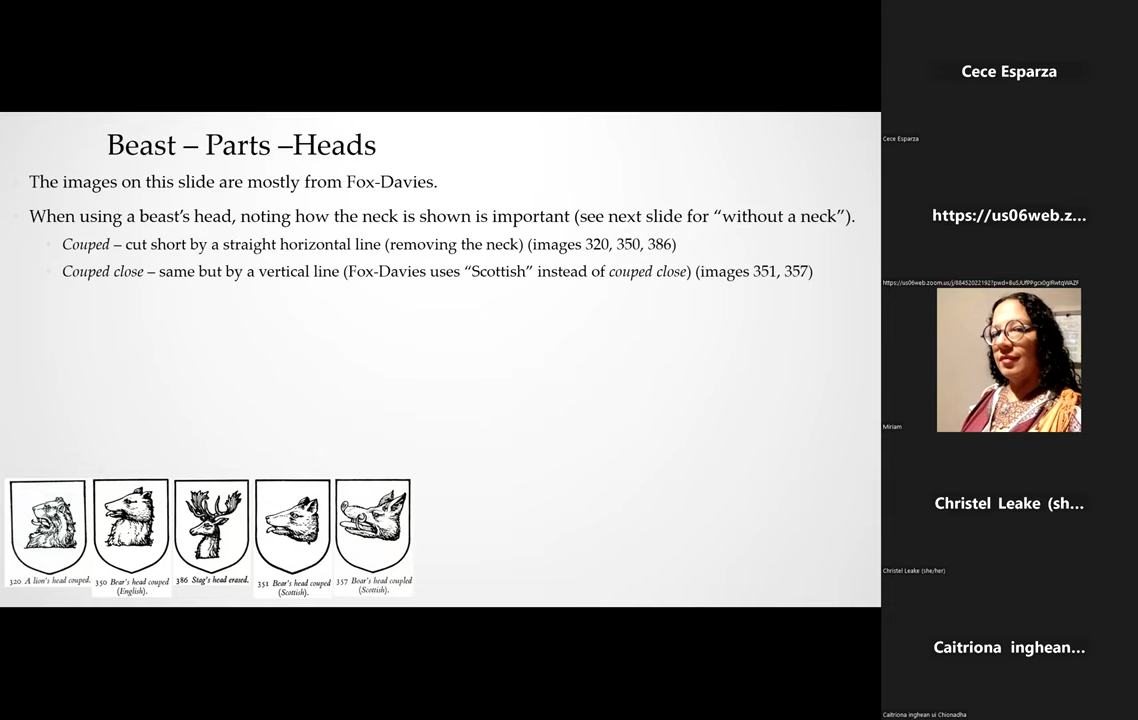 Beast – Parts –Heads
The images on this slide are mostly from Fox-Davies.
When using a beast’s head, noting how the neck is shown is important (see next slide for “without a neck”).
Couped – cut short by a straight horizontal line (removing the neck) (images 320, 350, 386)
Couped close – same but by a vertical line (Fox-Davies uses “Scottish” instead of couped close) (images 351, 357)
320 A lion's head couped.
350 Bear's head couped
(English).
386 Stag's head erased.
351 Bear's head couped
(Scottish).
357 Boar's head coupled
(Scottish).
Cece Esparza
Cece Esparza
https://us06web.z...
Miriam
Christel Leake (sh...
Christel Leake (she/her)
Caitriona inghean...
Caitriona inghean ui Chionadha